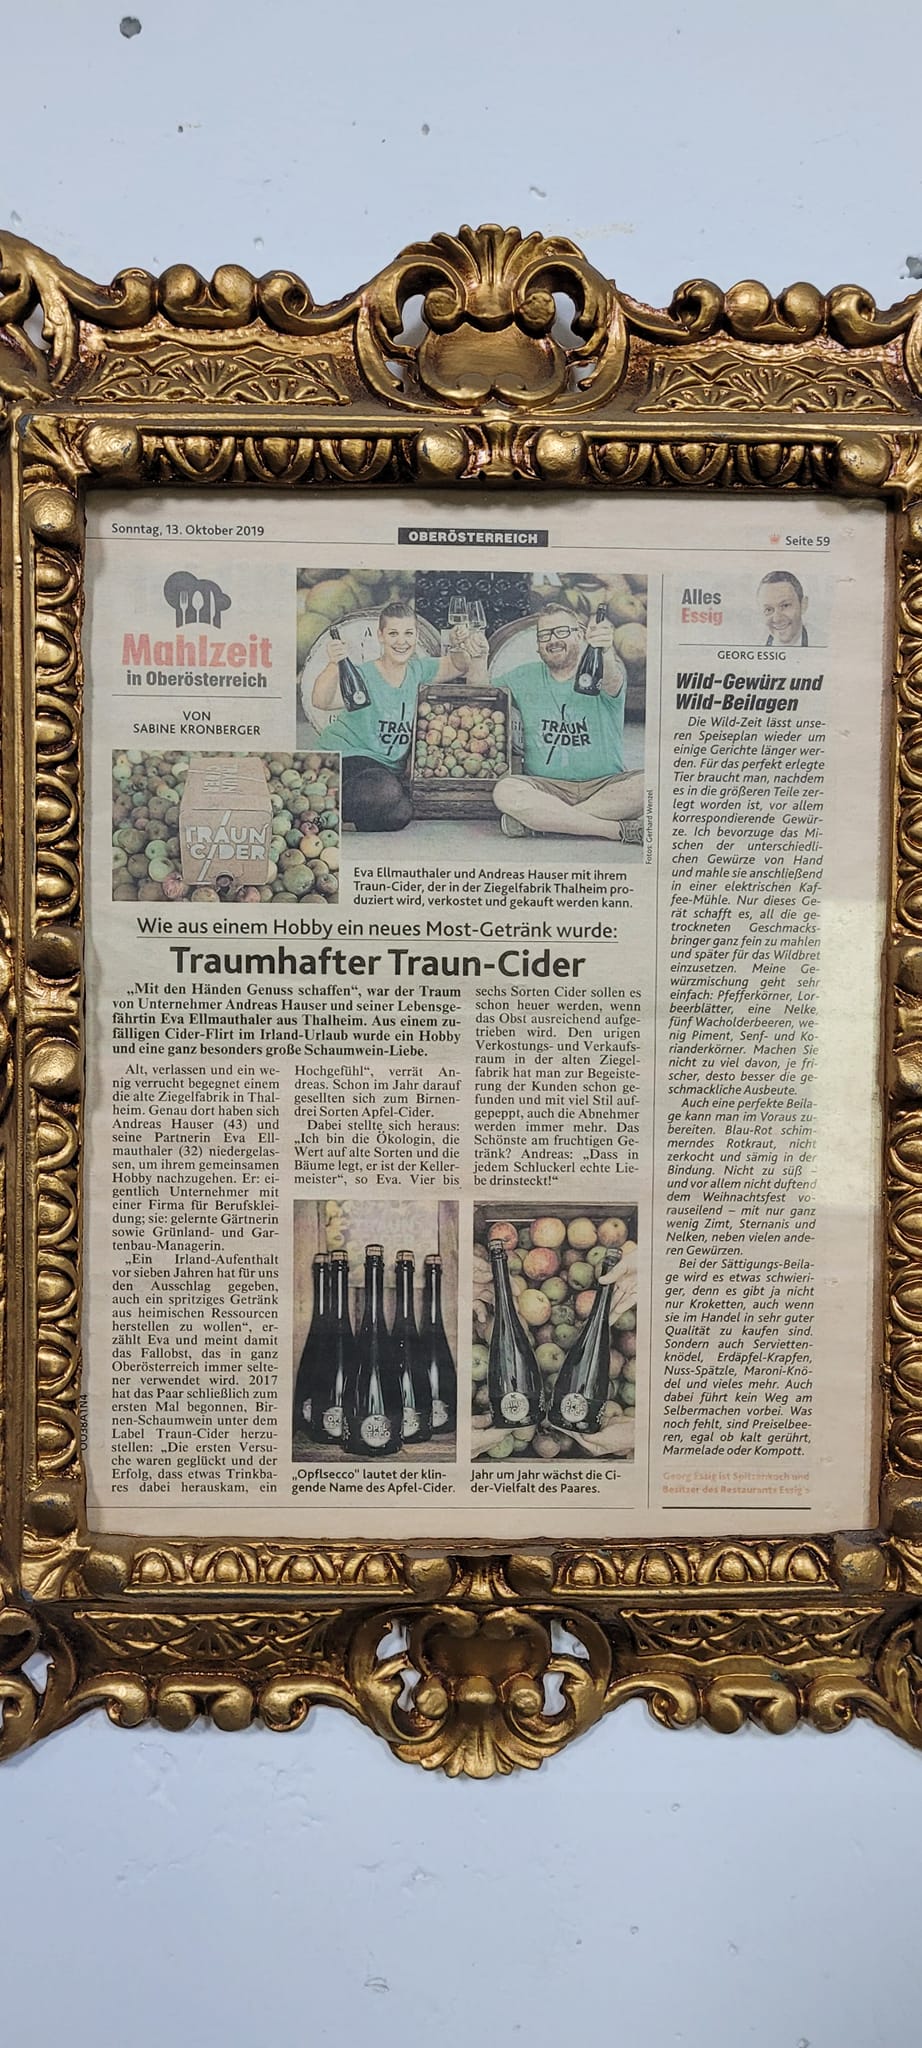 Sonntag, 13. Oktober 2019
OBERÖSTERREICH
Seite 59
Mahlzeit
in Oberösterreich
VON
SABINE KRONBERGER
TRAUN
C/DER
TRAUN
C/DER
TRAUN
C/DER
Fotos: Gerhard Wenzel
Eva Ellmauthaler und Andreas Hauser mit ihrem
Traun-Cider, der in der Ziegelfabrik Thalheim pro-
duziert wird, verkostet und gekauft werden kann.
Wie aus einem Hobby ein neues Most-Getränk wurde:
Traumhafter Traun-Cider
„Mit den Händen Genuss schaffen“, war der Traum
von Unternehmer Andreas Hauser und seiner Lebensge-
fährtin Eva Ellmauthaler aus Thalheim. Aus einem zu-
fälligen Cider-Flirt im Irland-Urlaub wurde ein Hobby
und eine ganz besonders große Schaumwein-Liebe.
Alt, verlassen und ein we-
nig verrucht begegnet einem
die alte Ziegelfabrik in Thal-
heim. Genau dort haben sich
Andreas Hauser (43) und
seine Partnerin Eva Ell-
mauthaler (32) niedergelas-
sen, um ihrem gemeinsamen
Hobby nachzugehen. Er: ei-
gentlich Unternehmer mit
einer Firma für Berufsklei-
dung; sie: gelernte Gärtnerin
sowie Grünland- und Gar-
tenbau-Managerin.
„Ein Irland-Aufenthalt
vor sieben Jahren hat für uns
den Ausschlag gegeben,
auch ein spritziges Getränk
aus heimischen Ressourcen
herstellen zu wollen“, er-
zählt Eva und meint damit
das Fallobst, das in ganz
Oberösterreich immer selte-
ner verwendet wird. 2017
hat das Paar schließlich zum
ersten Mal begonnen, Bir-
nen-Schaumwein unter dem
Label Traun-Cider herzu-
stellen: „Die ersten Versu-
che waren geglückt und der
Erfolg, dass etwas Trinkba-
res dabei herauskam, ein
Hochgefühl“, verrät An-
dreas. Schon im Jahr darauf
gesellten sich zum Birnen-
drei Sorten Apfel-Cider.
Dabei stellte sich heraus:
„Ich bin die Ökologin, die
Wert auf alte Sorten und die
Bäume legt, er ist der Keller-
meister“, so Eva. Vier bis
sechs Sorten Cider sollen es
schon heuer werden, wenn
das Obst ausreichend aufge-
trieben wird. Den urigen
Verkostungs- und Verkaufs-
raum in der alten Ziegel-
fabrik hat man zur Begeiste-
rung der Kunden schon ge-
funden und mit viel Stil auf-
gepeppt, auch die Abnehmer
werden immer mehr. Das
Schönste am fruchtigen Ge-
tränk? Andreas: „Dass in
jedem Schluckerl echte Lie-
be drinsteckt!“
„Opflsecco“ lautet der klin-
gende Name des Apfel-Cider.
Jahr um Jahr wächst die Ci-
der-Vielfalt des Paares.
Alles
Essig
GEORG ESSIG
Wild-Gewürz und
Wild-Beilagen
Die Wild-Zeit lässt unse-
ren Speiseplan wieder um
einige Gerichte länger wer-
den. Für das perfekt erlegte
Tier braucht man, nachdem
es in die größeren Teile zer-
legt worden ist, vor allem
korrespondierende Gewür-
ze. Ich bevorzuge das Mi-
schen der unterschiedli-
chen Gewürze von Hand
und mahle sie anschließend
in einer elektrischen Kaf-
fee-Mühle. Nur dieses Ge-
rät schafft es, all die ge-
trockneten Geschmacks-
bringer ganz fein zu mahlen
und später für das Wildbret
einzusetzen. Meine Ge-
würzmischung geht sehr
einfach: Pfefferkörner, Lor-
beerblätter, eine Nelke,
fünf Wacholderbeeren, we-
nig Piment, Senf- und Ko-
rianderkörner. Machen Sie
nicht zu viel davon, je fri-
scher, desto besser die ge-
schmackliche Ausbeute.
Auch eine perfekte Beila-
ge kann man im Voraus zu-
bereiten. Blau-Rot schim-
merndes Rotkraut, nicht
zerkocht und sämig in der
Bindung. Nicht zu süß –
und vor allem nicht duftend
dem Weihnachtsfest vo-
rauseilend – mit nur ganz
wenig Zimt, Sternanis und
Nelken, neben vielen ande-
ren Gewürzen.
Bei der Sättigungs-Beila-
ge wird es etwas schwieri-
ger, denn es gibt ja nicht
nur Kroketten, auch wenn
sie im Handel in sehr guter
Qualität zu kaufen sind.
Sondern auch Servietten-
knödel, Erdäpfel-Krapfen,
Nuss-Spätzle, Maroni-Knö-
del und vieles mehr. Auch
dabei führt kein Weg am
Selbermachen vorbei. Was
noch fehlt, sind Preiselbee-
ren, egal ob kalt gerührt,
Marmelade oder Kompott.
Georg Essig ist Spitzenkoch und
Besitzer des Restaurants Essig's